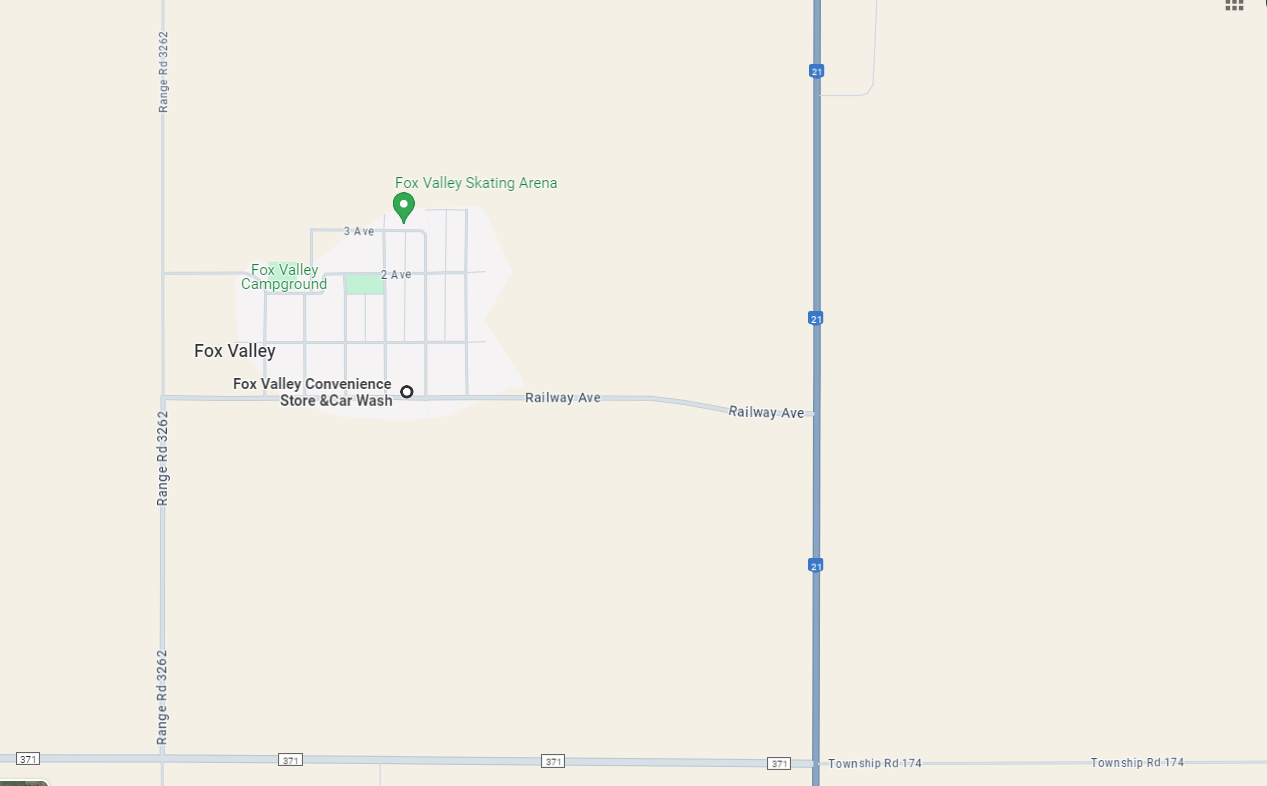 Range Rd 3262
21
Fox Valley Skating Arena
3 Ave
Fox Valley
Campground
2 Ave
21
Fox Valley
Fox Valley Convenience
Store &Car Wash
Railway Ave
Railway Ave
Range Rd 3262
21
Range Rd 3262
371
371
371
371
Township Rd 174
Township Rd 174